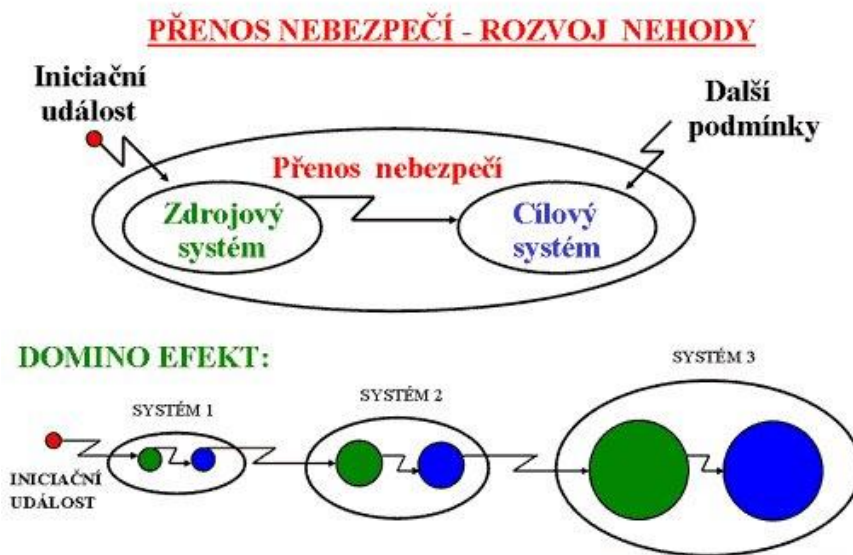 PŘENOS NEBEZPEČÍ - ROZVOJ NEHODY
Iniciační
událost
Další
podmínky
Přenos nebezpečí
Zdrojový
systém
Cílový
systém
DOMINO EFEKT:
SYSTÉM 1
SYSTÉM 2
SYSTÉM 3
INICIAČNÍ
UDÁLOST